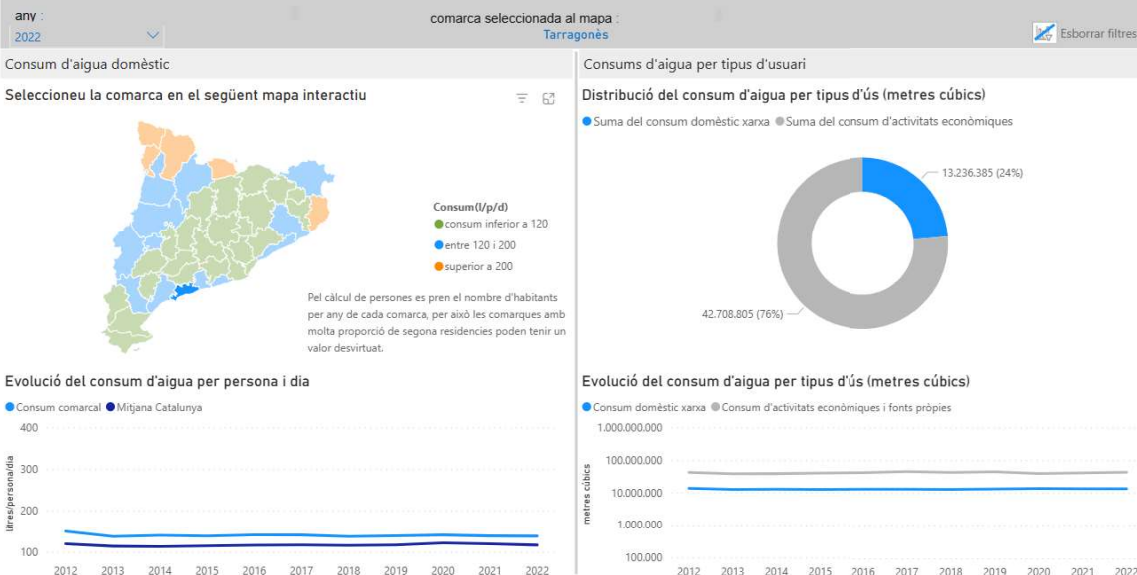 any :
2022
comarca seleccionada al mapa :
Tarragonès
Esborrar filtres
Consum d'aigua domèstic
Seleccioneu la comarca en el següent mapa interactiu
Consum(l/p/d)
consum inferior a 120
entre 120 i 200
superior a 200
Pel càlcul de persones es pren el nombre d'habitants
per any de cada comarca, per això les comarques amb
molta proporció de segona residencies poden tenir un
valor desvirtuat.
Evolució del consum d'aigua per persona i dia
Consum comarcal Mitjana Catalunya
litres/persona/dia
400
300
200
100
2012 2013 2014 2015 2016 2017 2018 2019 2020 2021 2022
Consums d'aigua per tipus d'usuari
Distribució del consum d'aigua per tipus d'ús (metres cúbics)
Suma del consum domèstic xarxa Suma del consum d'activitats econòmiques
13.236.385 (24%)
42.708.805 (76%)
Evolució del consum d'aigua per tipus d'ús (metres cúbics)
Consum domèstic xarxa Consum d'activitats econòmiques i fonts pròpies
metres cúbics
1.000.000.000
100.000.000
10.000.000
1.000.000
100.000
2012 2013 2014 2015 2016 2017 2018 2019 2020 2021 2022